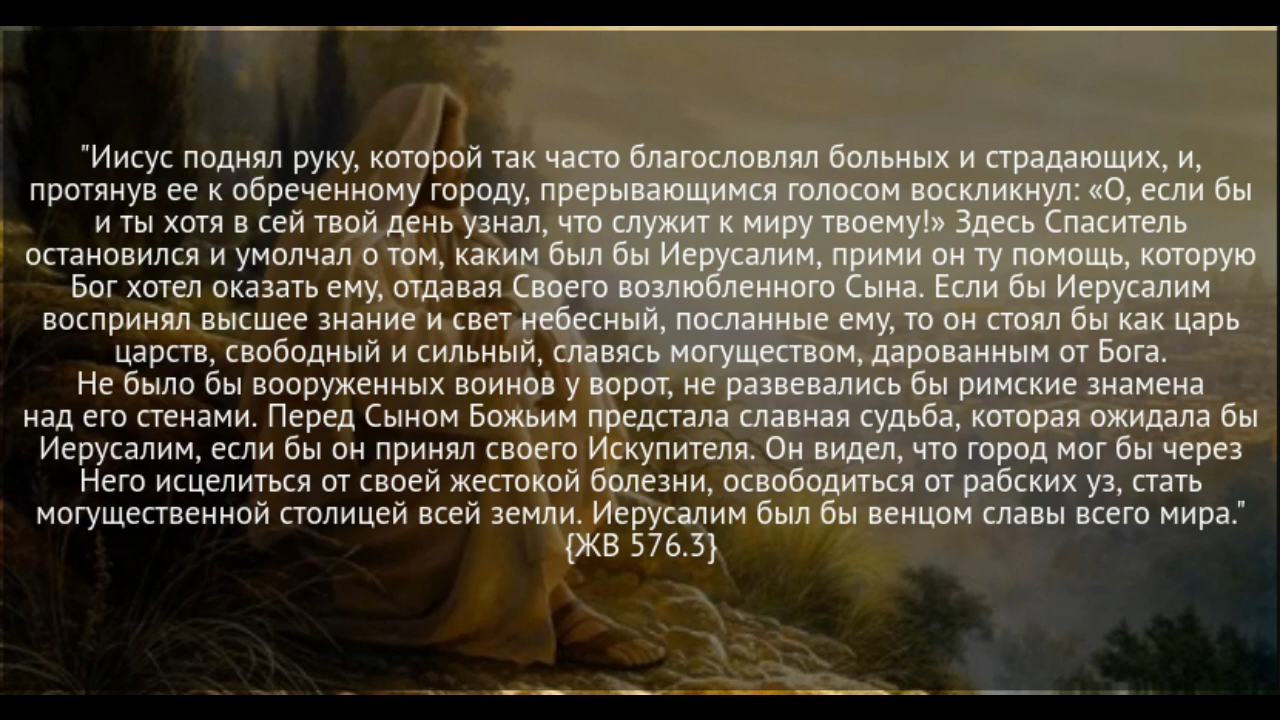 "Иисус поднял руку, которой так часто благословлял больных и страдающих, и,
протянув ее к обреченному городу, прерывающимся голосом воскликнул: «О, если бы
и ты хотя в сей твой день узнал, что служит к миру твоему!» Здесь Спаситель
остановился и умолчал о том, каким был бы Иерусалим, прими он ту помощь, которую
Бог хотел оказать ему, отдавая Своего возлюбленного Сына. Если бы Иерусалим
воспринял высшее знание и свет небесный, посланные ему, то он стоял бы как царь
царств, свободный и сильный, славясь могуществом, дарованным от Бога.
Не было бы вооруженных воинов у ворот, не развевались бы римские знамена
над его стенами. Перед Сыном Божьим предстала славная судьба, которая ожидала бы
Иерусалим, если бы он принял своего Искупителя. Он видел, что город мог бы через
Него исцелиться от своей жестокой болезни, освободиться от рабских уз, стать
могущественной столицей всей земли. Иерусалим был бы венцом славы всего мира."
{ЖВ 576.3}